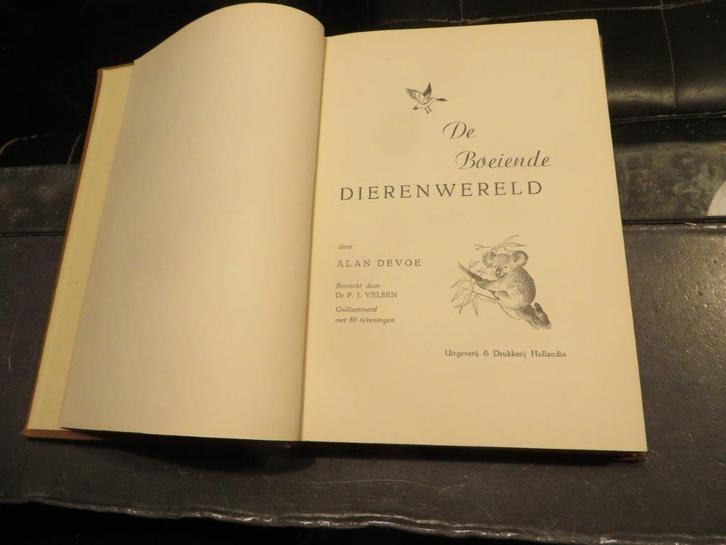 De
Boeiende
DIERENWERELD
door
ALAN DEVOE
Bewerkt door
Dr P. J. VELSEN
Geïllustreerd
met 80 tekeningen
Uitgeverij & Drukkerij Hollandia